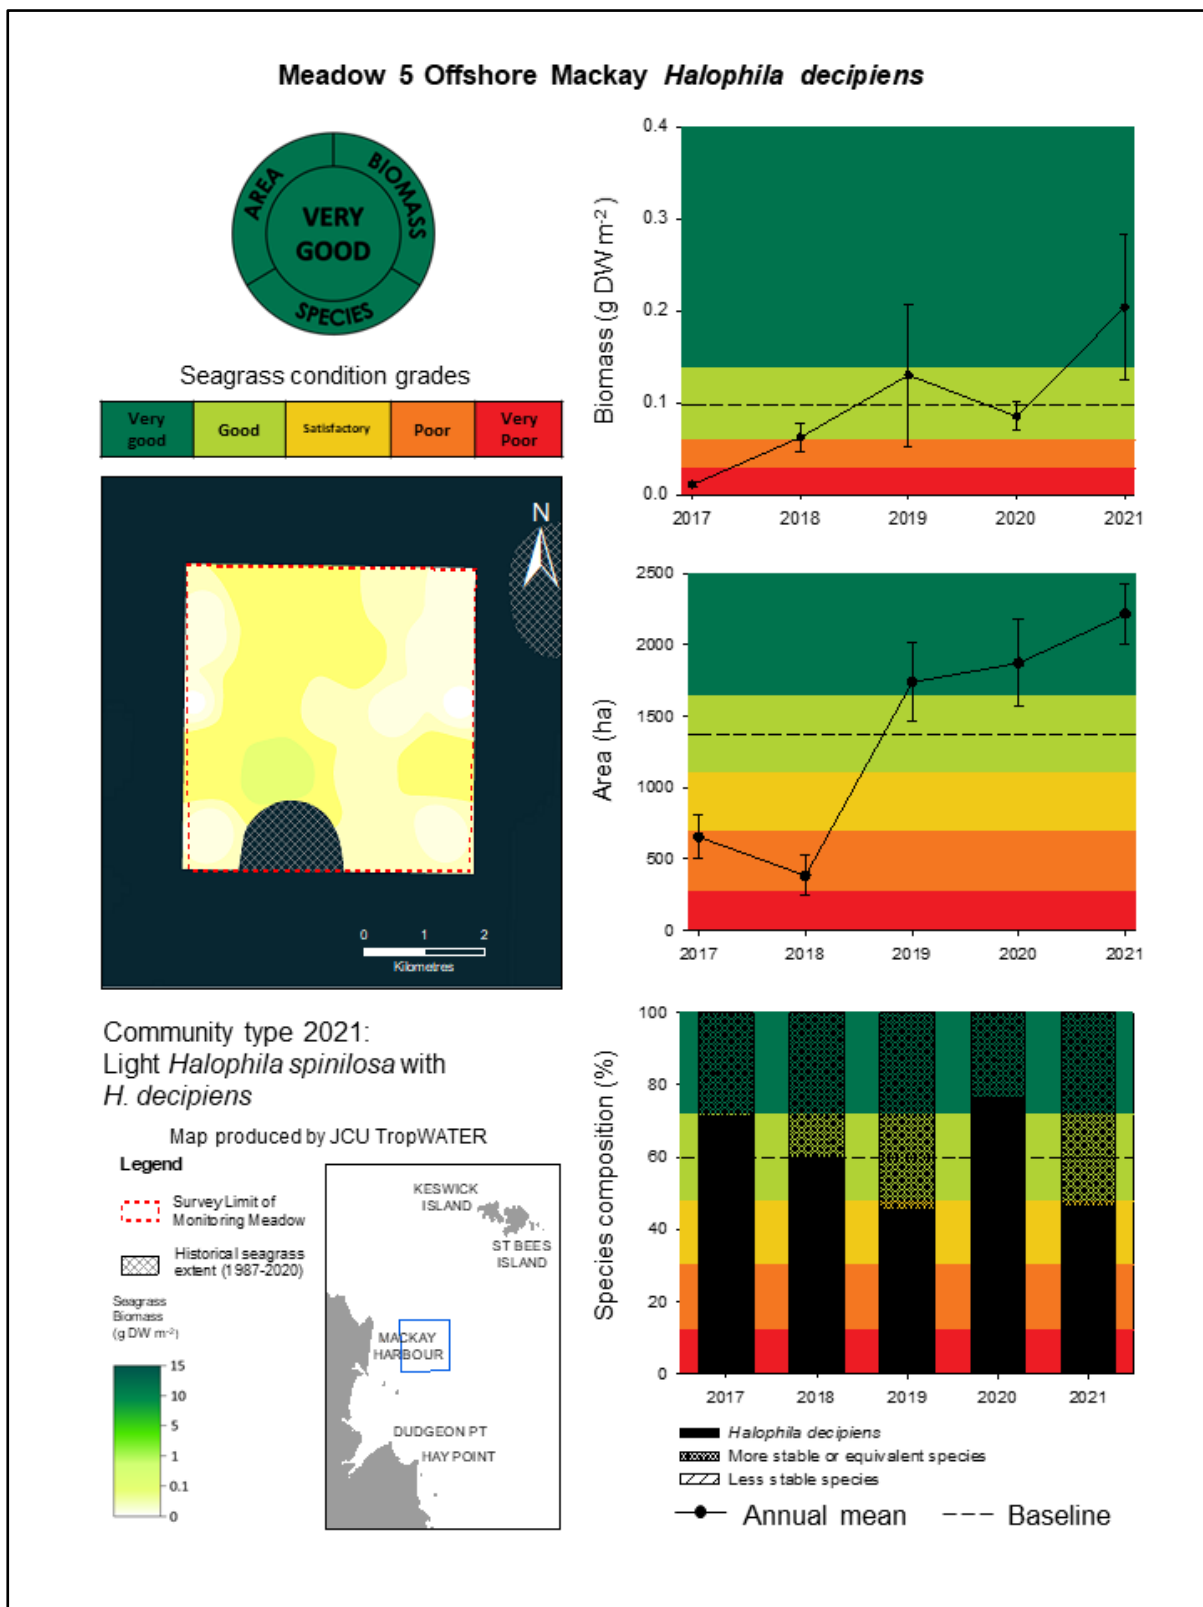 Meadow 5 Offshore Mackay Halophila decipiens
AREA
BIOMASS
SPECIES
VERY
GOOD
Seagrass condition grades
Very
good
Good
Satisfactory
Poor
Very
Poor
N
0 1 2
Kilometres
Community type 2021:
Light Halophila spinilosa with
H. decipiens
Map produced by JCU TropWATER
Legend
Survey Limit of
Monitoring Meadow
Historical seagrass
extent (1987-2020)
Seagrass
Biomass
(g DW m-2)
15
10
5
1
0.1
0
KESWICK
ISLAND
ST BEES
ISLAND
MACKAY
HARBOUR
DUDGEON PT
HAY POINT
Biomass (g DW m-2)
0.4
0.3
0.2
0.1
0.0
2017 2018 2019 2020 2021
Area (ha)
2500
2000
1500
1000
500
0
2017 2018 2019 2020 2021
Species composition (%)
100
80
60
40
20
0
2017 2018 2019 2020 2021
Halophila decipiens
More stable or equivalent species
Less stable species
Annual mean
Baseline